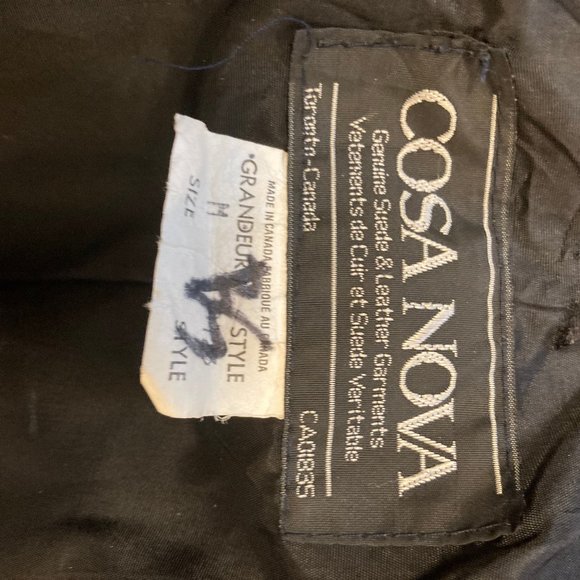 COSA NOVA
Genuine Suede & Leather Garments
Vetements de Cuir et Suede Veritable
Toronto-Canada CA01835
MADE IN CANADA FABRIQUE AU CANADA
*GRANDEUR STYLE
M
SIZE STYLE